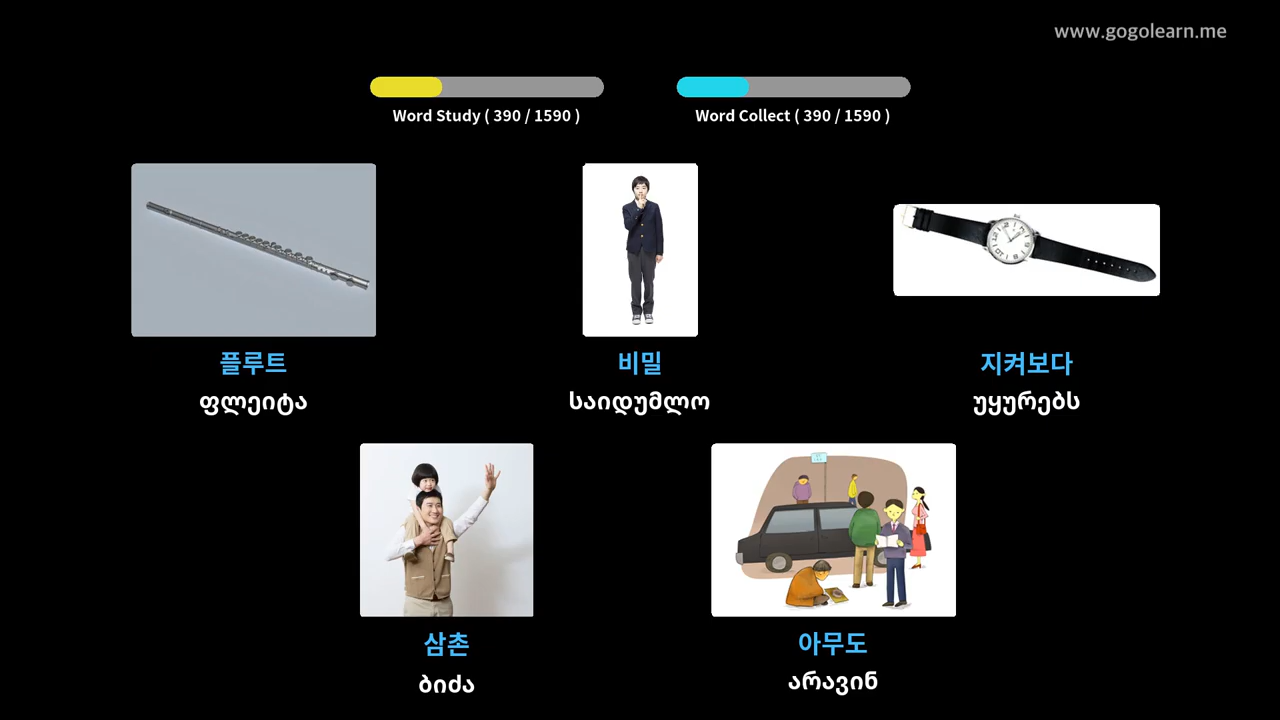 www.gogolearn.me
Word Study ( 390 / 1590 )
Word Collect ( 390 / 1590 )
플루트
ფლეიტა
비밀
საიდუმლო
지켜보다
უყურებს
삼촌
ბიძა
아무도
არავინ